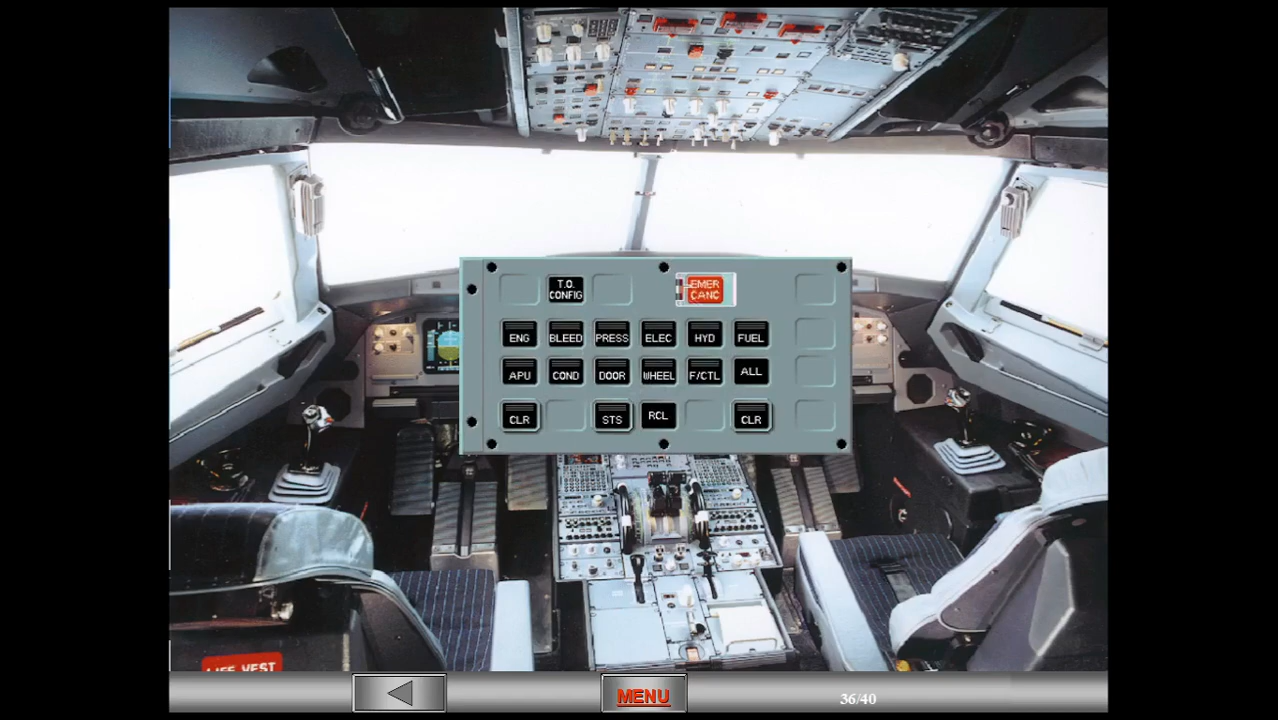 T.O.
CONFIG
EMER
CANC
ENG BLEED PRESS ELEC HYD FUEL
APU COND DOOR WHEEL F/CTL ALL
CLR STS RCL CLR
LIFE VEST
MENU
36/40